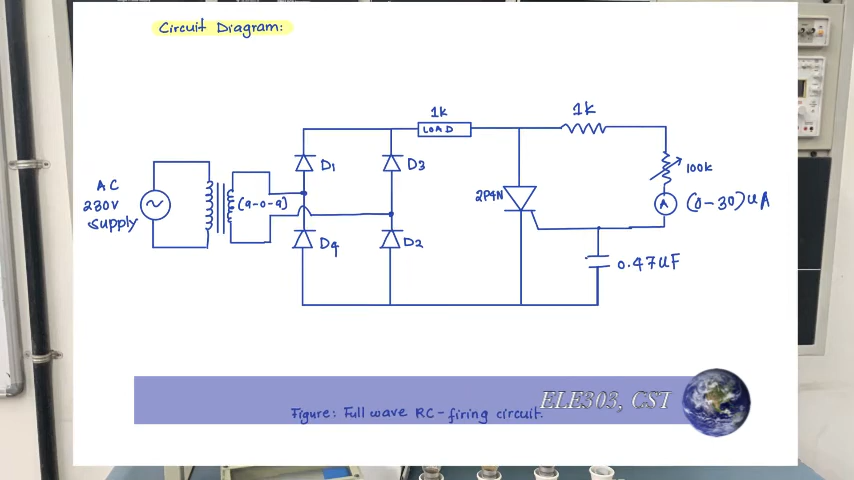 Circuit Diagram:
1k
LOAD
1k
D1
D3
100k
AC
230V
Supply
(9-0-9)
2P4N
A
(0-30)uA
D4
D2
0.47uF
Figure: Full wave RC-firing circuit.
ELE303, CST